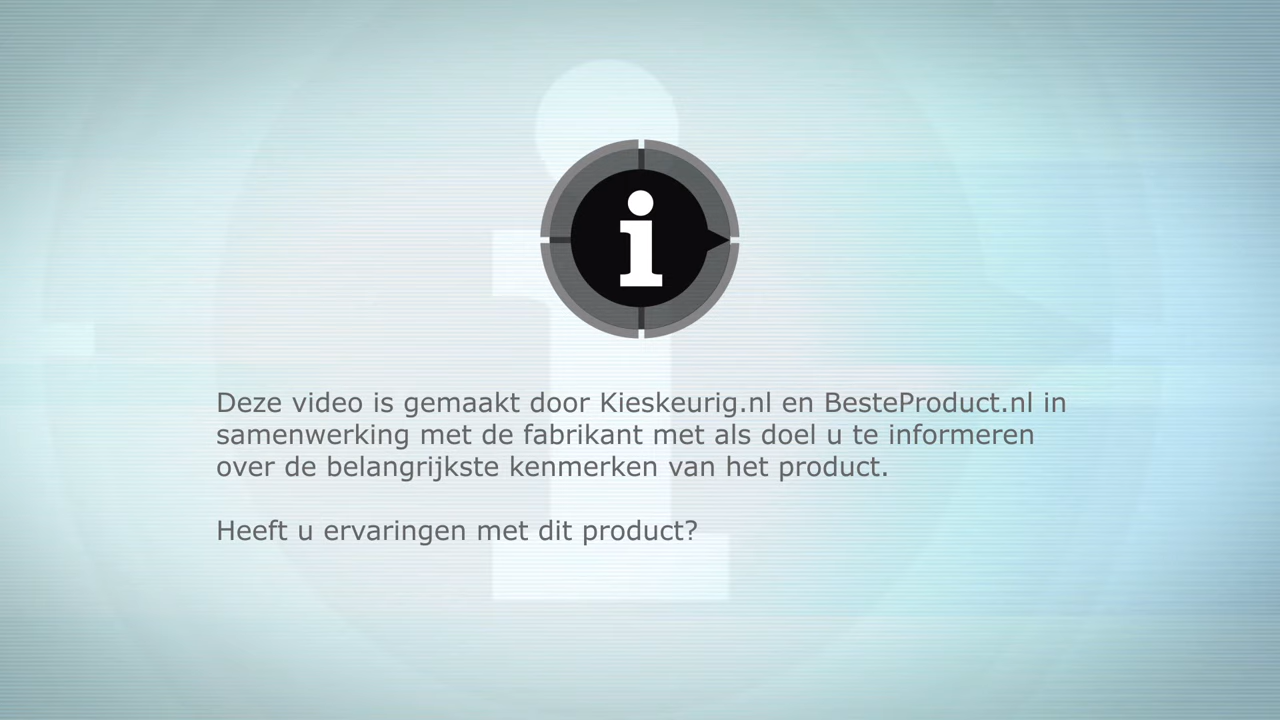 i
Deze video is gemaakt door Kieskeurig.nl en BesteProduct.nl in
samenwerking met de fabrikant met als doel u te informeren
over de belangrijkste kenmerken van het product.
Heeft u ervaringen met dit product?